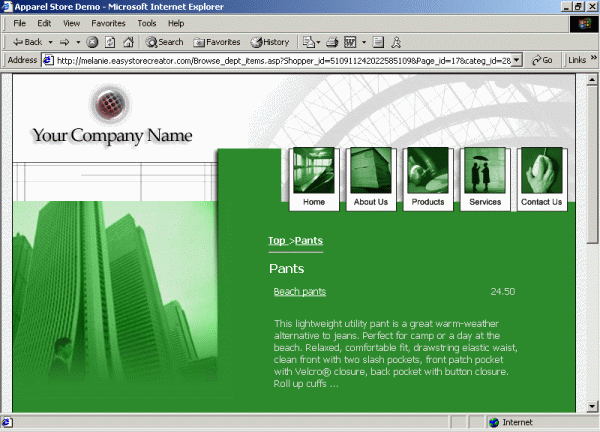 Apparel Store Demo - Microsoft Internet Explorer
File Edit View Favorites Tools Help
Back Search Favorites History
Address http://melanie.easystorecreator.com/Browse_dept_items.asp?Shopper_id=5109112420225851098&Page_id=17&categ_id=28 Go Links »
Your Company Name
Home About Us Products Services Contact Us
Top >Pants
Pants
Beach pants 24.50
This lightweight utility pant is a great warm-weather
alternative to jeans. Perfect for camp or a day at the
beach. Relaxed, comfortable fit, drawstring elastic waist,
clean front with two slash pockets, front patch pocket
with Velcro® closure, back pocket with button closure.
Roll up cuffs ...
Internet